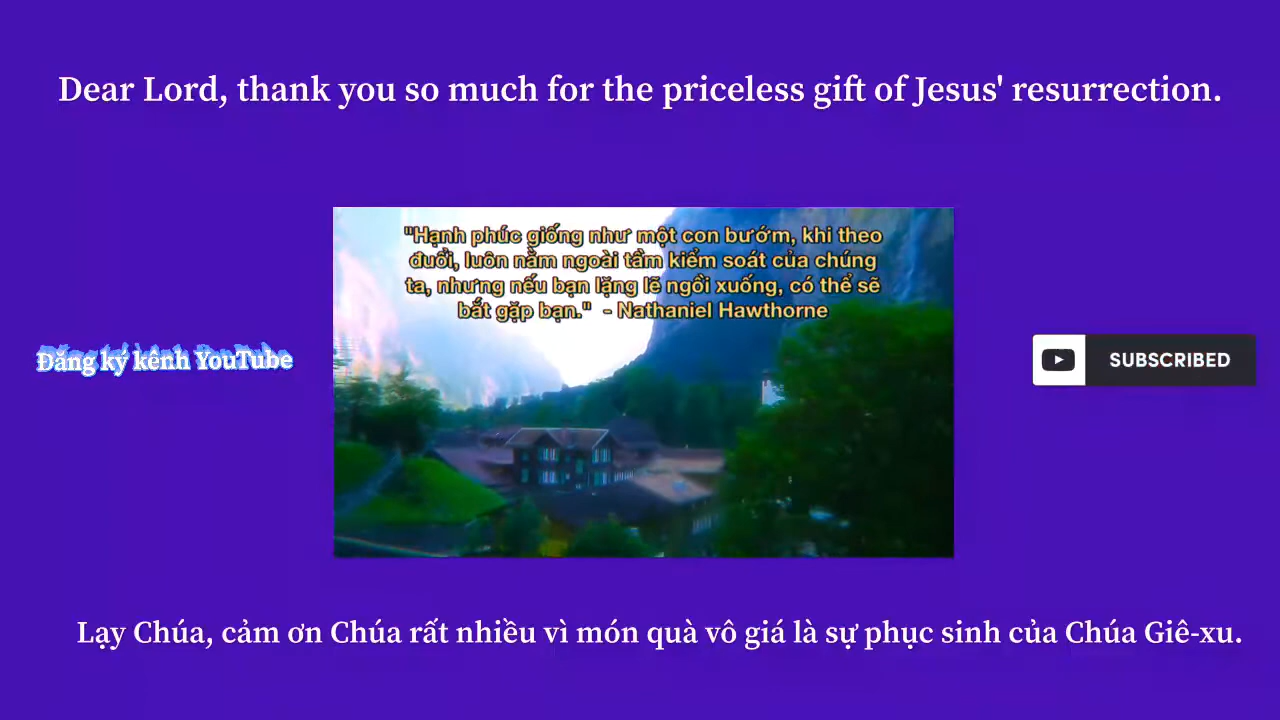 Dear Lord, thank you so much for the priceless gift of Jesus' resurrection.
"Hạnh phúc giống như một con bướm, khi theo
đuổi, luôn nằm ngoài tầm kiểm soát của chúng
ta, nhưng nếu bạn lặng lẽ ngồi xuống, có thể sẽ
bắt gặp bạn." - Nathaniel Hawthorne
Đăng ký kênh YouTube
SUBSCRIBED
Lạy Chúa, cảm ơn Chúa rất nhiều vì món quà vô giá là sự phục sinh của Chúa Giê-xu.